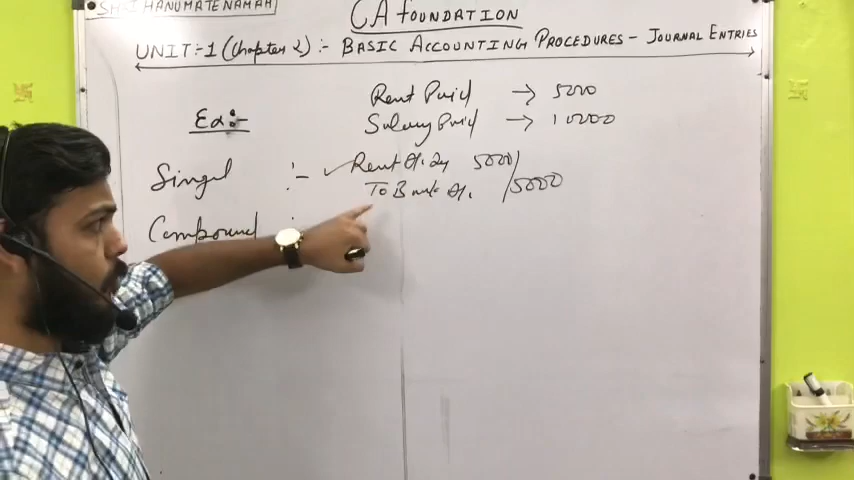 SHRI HANUMATE NAMAH
CA FOUNDATION
UNIT:-1 (Chapter 2) :- BASIC ACCOUNTING PROCEDURES - JOURNAL ENTRIES
Rent Paid → 5000
Ex:-
Salary Paid → 10000
Singel :- ✓ Rent A/c Dr 5000/
To Bank A/c /5000
Compound :